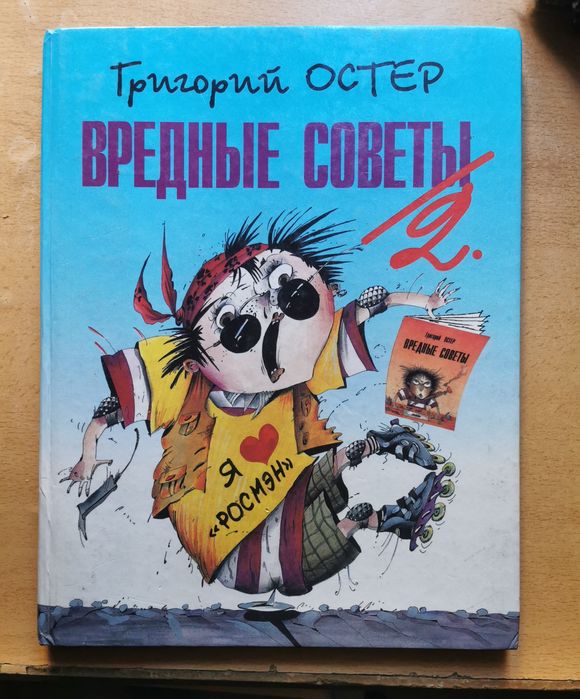 Григорий ОСТЕР
ВРЕДНЫЕ СОВЕТЫ
2.
Григорий ОСТЕР
ВРЕДНЫЕ СОВЕТЫ
Я
«РОСМЭН»